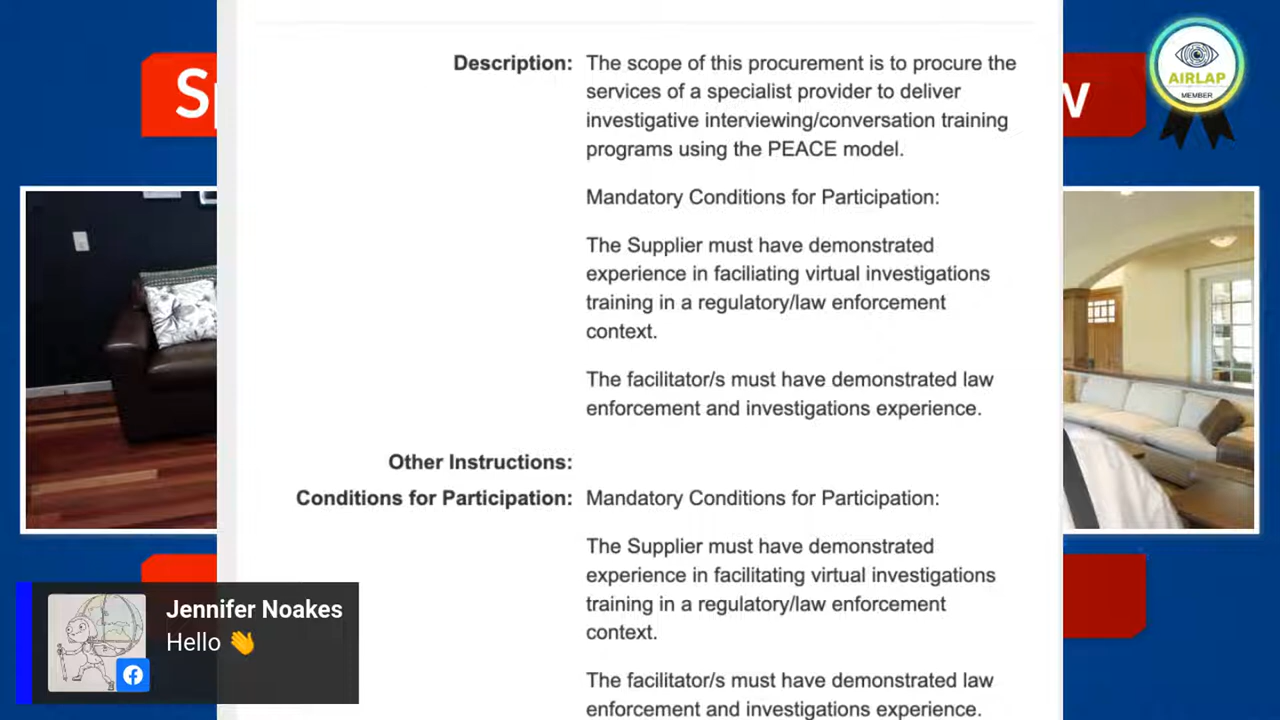 Description: The scope of this procurement is to procure the
services of a specialist provider to deliver
investigative interviewing/conversation training
programs using the PEACE model.
Mandatory Conditions for Participation:
The Supplier must have demonstrated
experience in faciliating virtual investigations
training in a regulatory/law enforcement
context.
The facilitator/s must have demonstrated law
enforcement and investigations experience.
Other Instructions:
Conditions for Participation: Mandatory Conditions for Participation:
The Supplier must have demonstrated
experience in facilitating virtual investigations
training in a regulatory/law enforcement
context.
The facilitator/s must have demonstrated law
enforcement and investigations experience.
Jennifer Noakes
Hello 👋
AIRLAP
MEMBER